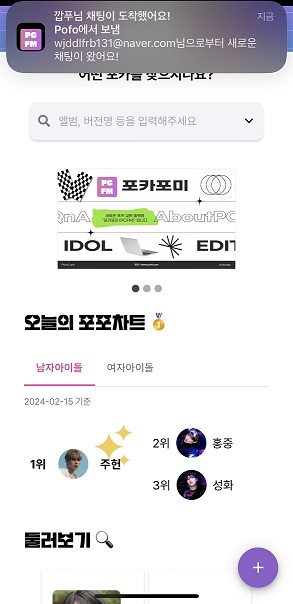 깝푸님 채팅이 도착했어요!
지금
Pofo에서 보냄
wjddlfrb131@naver.com님으로부터 새로운
채팅이 왔어요!
PC
FM
어떤 포카를 찾으시나요?
앨범, 버전명 등을 입력해주세요
PC
FM
포카포미
QnA
AboutPC
IDOL
EDIT
오늘의 포포차트
남자아이돌
여자아이돌
2024-02-15 기준
1위
주헌
2위
홍중
3위
성화
둘러보기
+